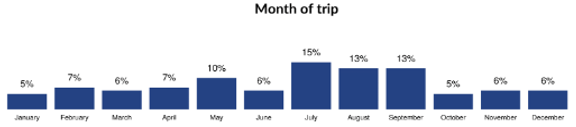 Month of trip
5% 7% 6% 7% 10% 6% 15% 13% 13% 5% 6% 6%
January February March April May June July August September October November December